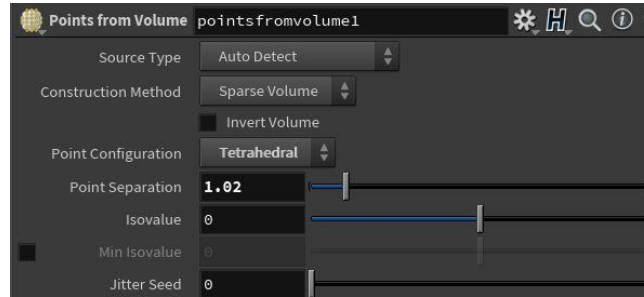 Points from Volume pointsfromvolume1
Source Type Auto Detect
Construction Method Sparse Volume
Invert Volume
Point Configuration Tetrahedral
Point Separation 1.02
Isovalue 0
Min Isovalue 0
Jitter Seed 0